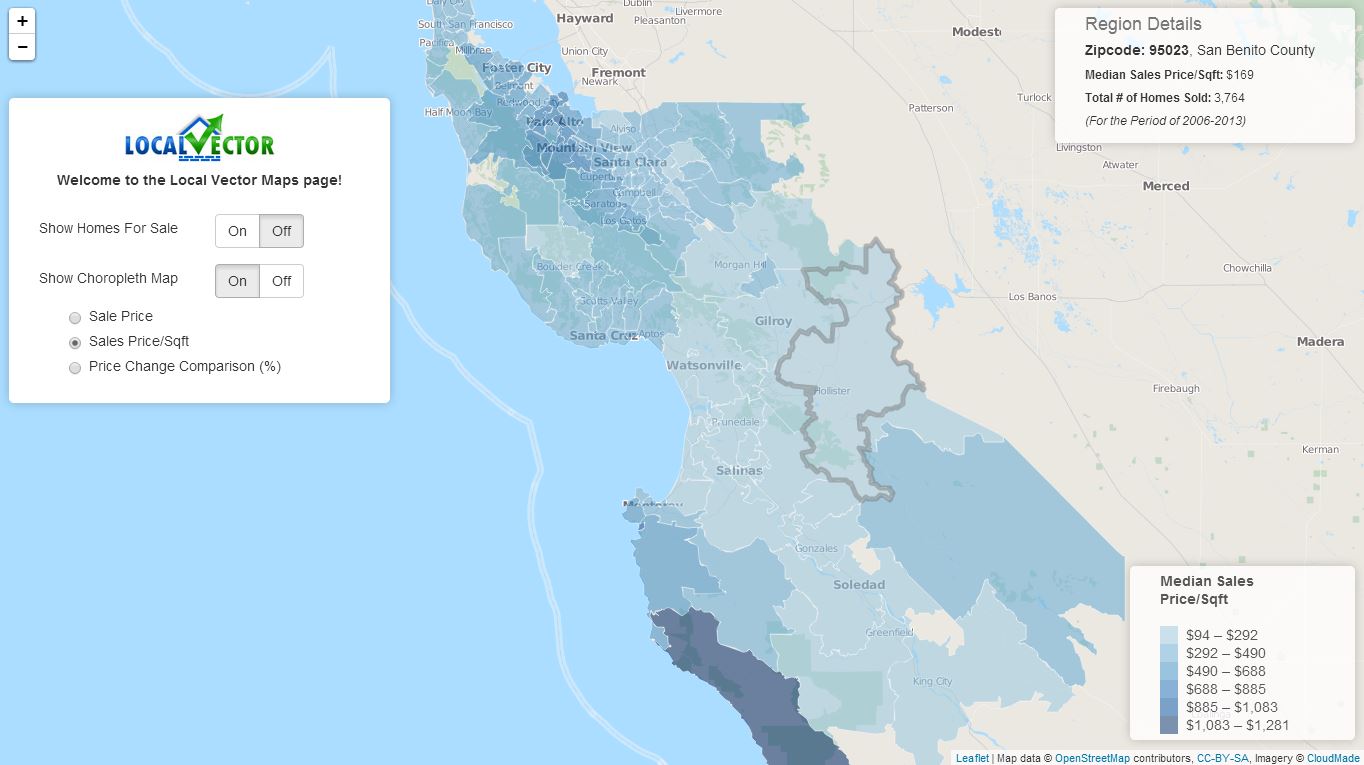 +
−
LOCALVECTOR
Welcome to the Local Vector Maps page!
Show Homes For Sale On Off
Show Choropleth Map On Off
Sale Price
Sales Price/Sqft
Price Change Comparison (%)
Region Details
Zipcode: 95023, San Benito County
Median Sales Price/Sqft: $169
Total # of Homes Sold: 3,764
(For the Period of 2006-2013)
Dublin
Livermore
Hayward
Pleasanton
South San Francisco
Modesto
Pacifica
Millbrae
Union City
Foster City
Fremont
Newark
Belmont
Redwood City
Turlock
Patterson
Half Moon Bay
Palo Alto
Alviso
Mountain View
Livingston
Santa Clara
Atwater
Cupertino
Merced
Campbell
Saratoga
Los Gatos
Boulder Creek
Morgan Hill
Chowchilla
Los Banos
Scotts Valley
Gilroy
Santa Cruz
Aptos
Madera
Watsonville
Hollister
Firebaugh
Prunedale
Kerman
Salinas
Monterey
Gonzales
Soledad
Greenfield
King City
Median Sales
Price/Sqft
$94 – $292
$292 – $490
$490 – $688
$688 – $885
$885 – $1,083
$1,083 – $1,281
Leaflet | Map data © OpenStreetMap contributors, CC-BY-SA, Imagery © CloudMade